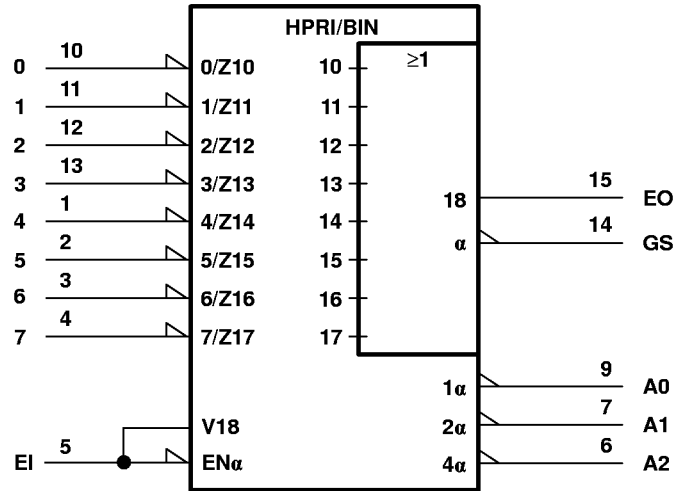 HPRI/BIN
≥1
0 10 0/Z10 10
1 11 1/Z11 11
2 12 2/Z12 12
3 13 3/Z13 13
18 15 EO
4 1 4/Z14 14
α 14 GS
5 2 5/Z15 15
6 3 6/Z16 16
7 4 7/Z17 17
1α 9 A0
V18 2α 7 A1
EI 5 ENα 4α 6 A2